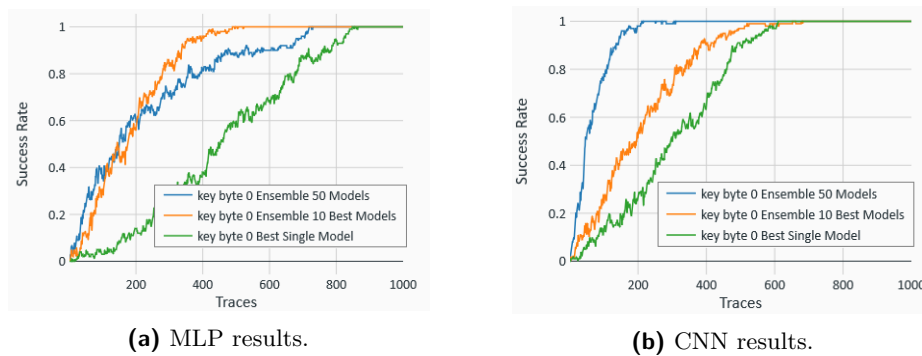 1
0.8
0.6
0.4
0.2
0
Success Rate
key byte 0 Ensemble 50 Models
key byte 0 Ensemble 10 Best Models
key byte 0 Best Single Model
200 400 600 800 1000
Traces
(a) MLP results.
1
0.8
0.6
0.4
0.2
0
Success Rate
key byte 0 Ensemble 50 Models
key byte 0 Ensemble 10 Best Models
key byte 0 Best Single Model
200 400 600 800 1000
Traces
(b) CNN results.